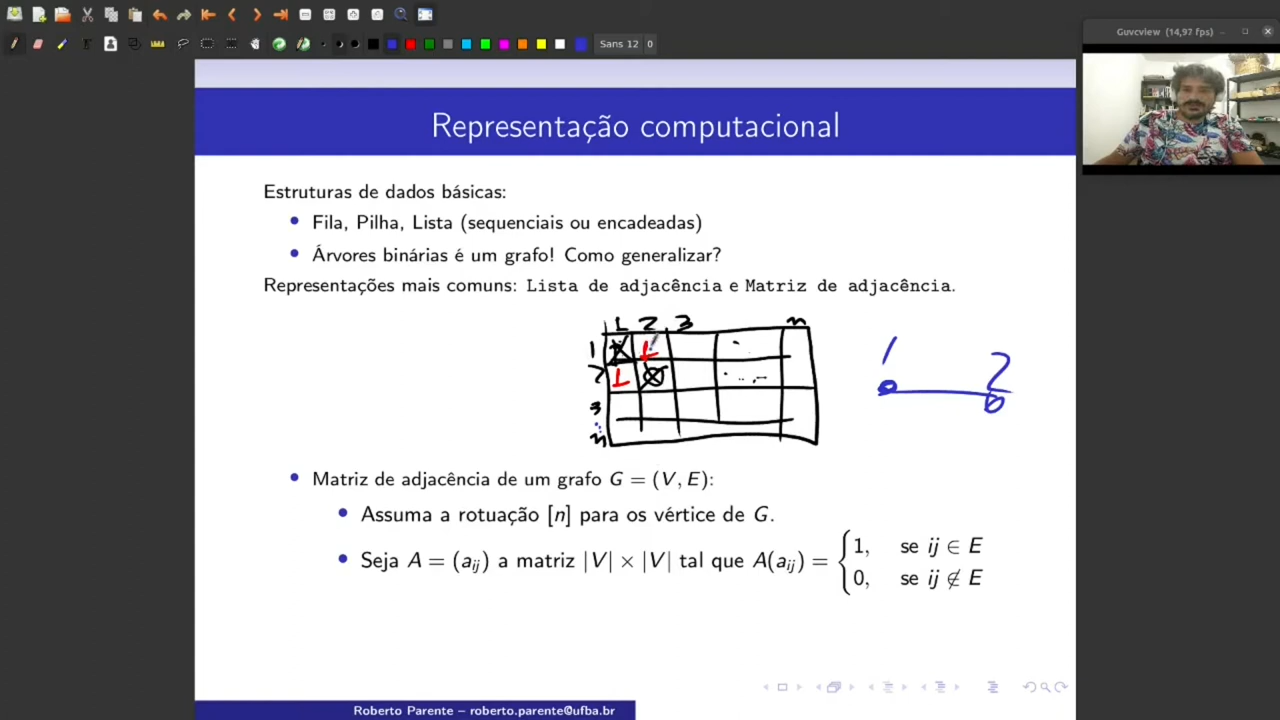 Sans 12 0
Guvcview (14,97 fps)
Representação computacional
Estruturas de dados básicas:
• Fila, Pilha, Lista (sequenciais ou encadeadas)
• Árvores binárias é um grafo! Como generalizar?
Representações mais comuns: Lista de adjacência e Matriz de adjacência.
1 2 3 n
1 1
2 1
3
n
1 2
• Matriz de adjacência de um grafo G = (V, E):
• Assuma a rotuação [n] para os vértice de G.
• Seja A = (aij) a matriz |V| × |V| tal que A(aij) = { 1, se ij ∈ E
0, se ij ∉ E
Roberto Parente – roberto.parente@ufba.br